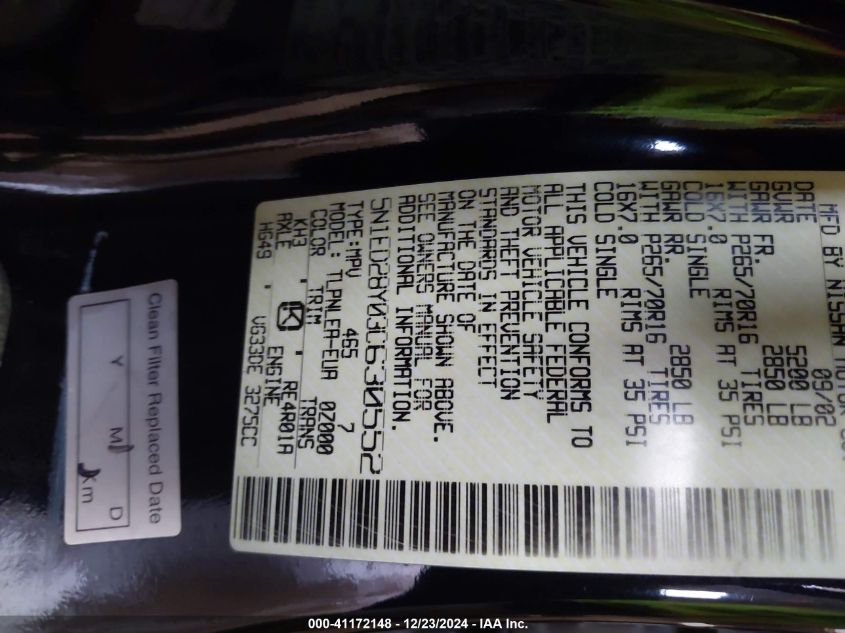 MFD BY NISSAN MOTOR CO.
DATE 09/02
GVWR 5200 LB
GAWR FR. 2850 LB
WITH P265/70R16 TIRES
16X7.0 RIMS AT 35 PSI
COLD SINGLE
GAWR RR. 2850 LB
WITH P265/70R16 TIRES
16X7.0 RIMS AT 35 PSI
COLD SINGLE
THIS VEHICLE CONFORMS TO
ALL APPLICABLE FEDERAL
MOTOR VEHICLE SAFETY
AND THEFT PREVENTION
STANDARDS IN EFFECT
ON THE DATE OF
MANUFACTURE SHOWN ABOVE.
SEE OWNERS MANUAL FOR
ADDITIONAL INFORMATION.
5N1ED28Y03C630552
TYPE:MPV 465 7
MODEL: TLPNLEA-EUA 07000
COLOR TRIM TRANS
KH3 K RE4R01A
AXLE ENGINE
HG49 VG33DE 3275CC
Clean Filter Replaced Date
Y M D
Km
000-41172148 - 12/23/2024 - IAA Inc.